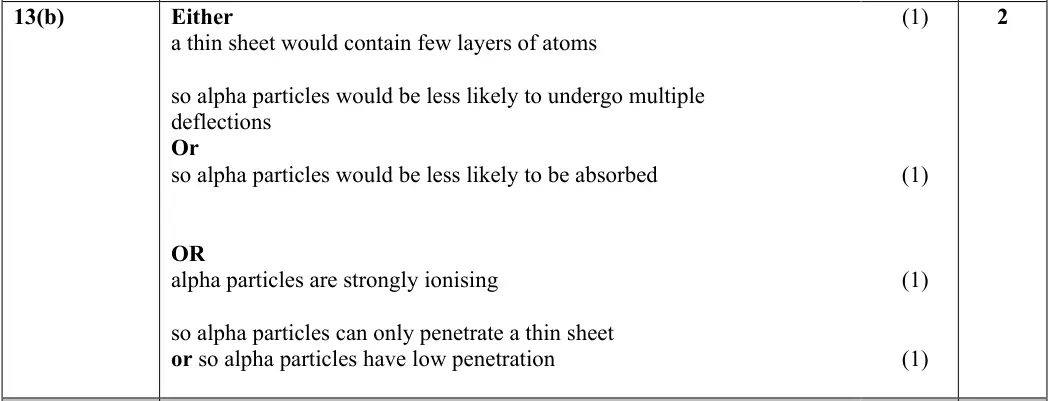 13(b) Either (1) 2
a thin sheet would contain few layers of atoms
so alpha particles would be less likely to undergo multiple
deflections
Or
so alpha particles would be less likely to be absorbed (1)
OR
alpha particles are strongly ionising (1)
so alpha particles can only penetrate a thin sheet
or so alpha particles have low penetration (1)